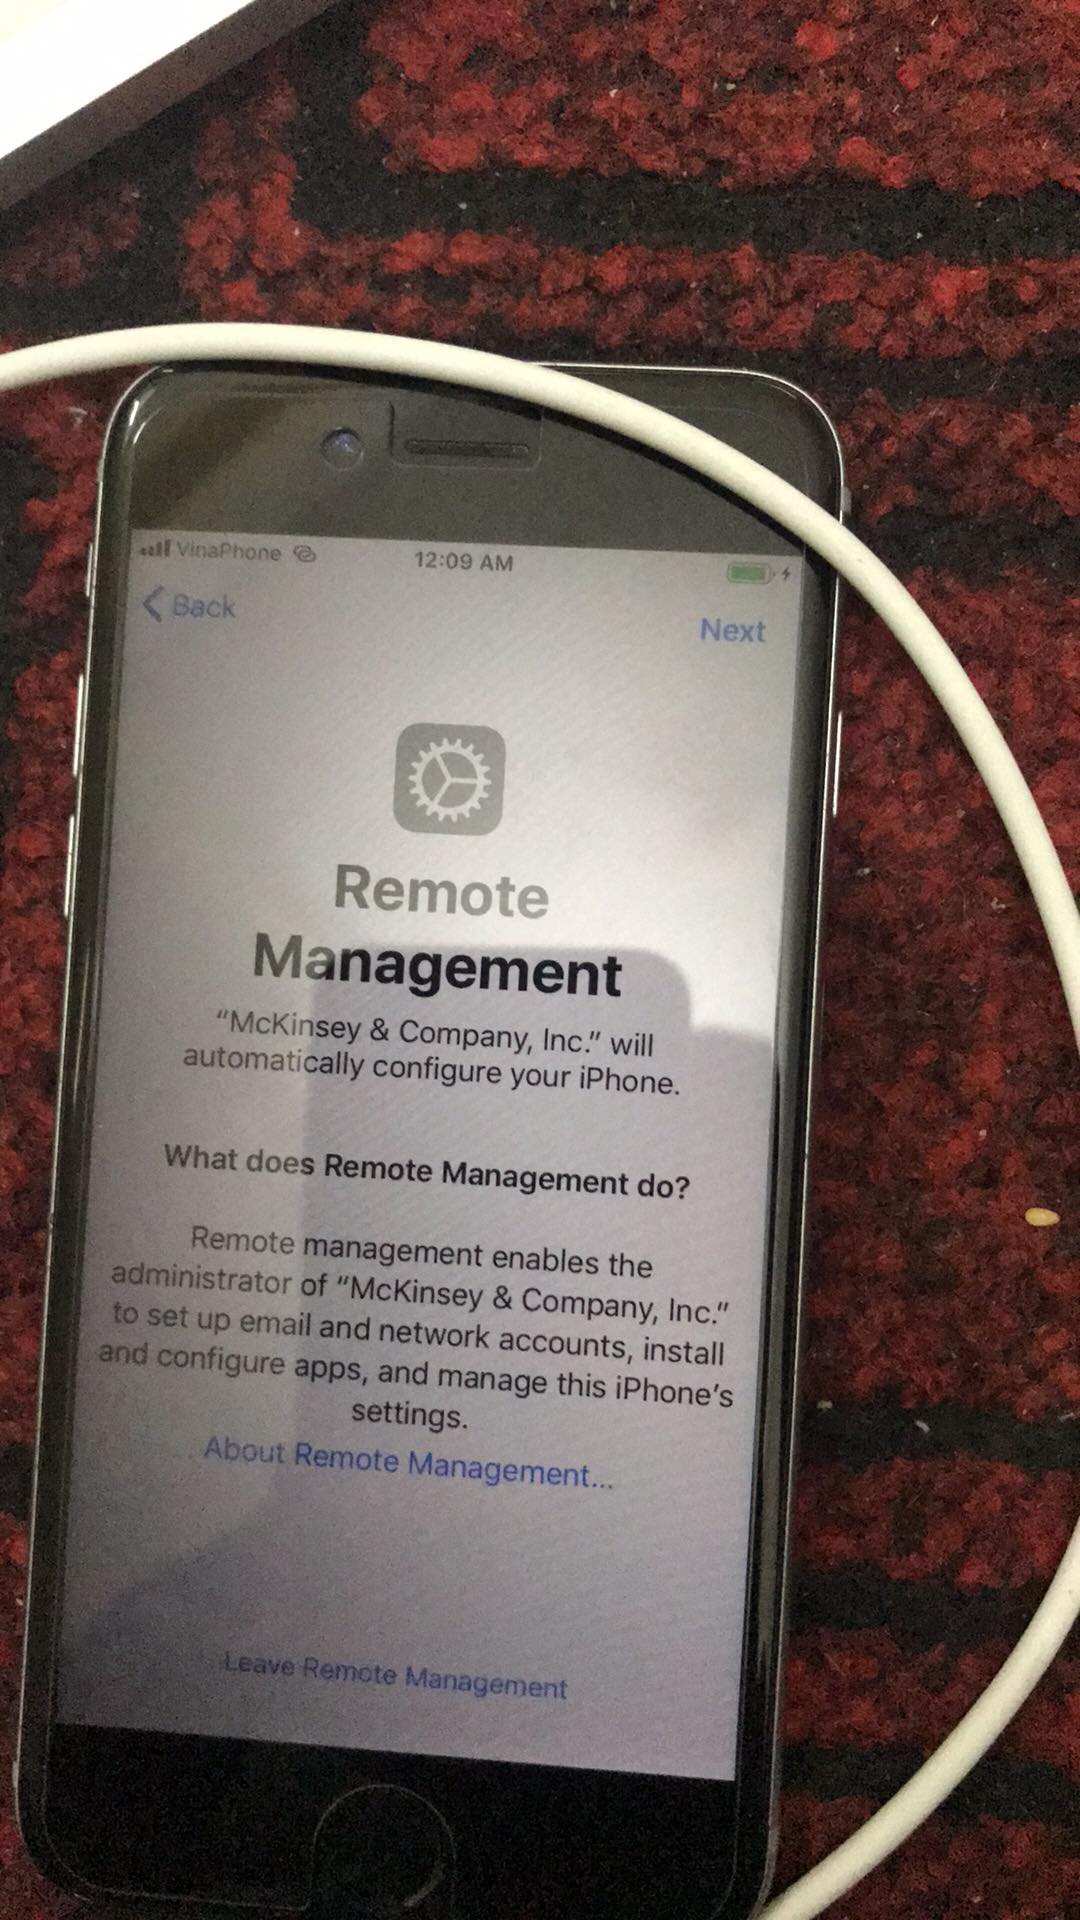 VinaPhone
12:09 AM
Back
Next
Remote
Management
“McKinsey & Company, Inc.” will
automatically configure your iPhone.
What does Remote Management do?
Remote management enables the
administrator of “McKinsey & Company, Inc.”
to set up email and network accounts, install
and configure apps, and manage this iPhone’s
settings.
About Remote Management...
Leave Remote Management